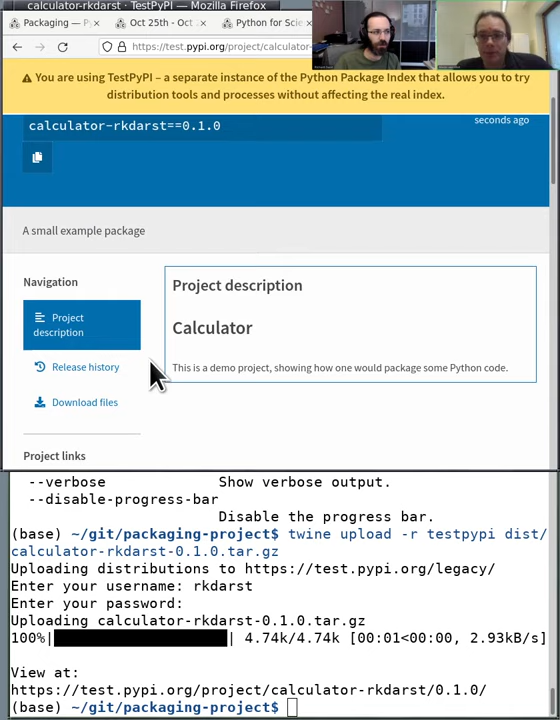 calculator-rkdarst · PyPI — Mozilla Firefox
Packaging — P
Oct 25th- Oct
Python for Scie
https://test.pypi.org/project/calculator-
You are using TestPyPI – a separate instance of the Python Package Index that allows you to try
distribution tools and processes without affecting the real index.
calculator-rkdarst==0.1.0
seconds ago
A small example package
Navigation
Project
description
Release history
Download files
Project links
Project description
Calculator
This is a demo project, showing how one would package some Python code.
--verbose Show verbose output.
--disable-progress-bar
Disable the progress bar.
(base) ~/git/packaging-project$ twine upload -r testpypi dist/
calculator-rkdarst-0.1.0.tar.gz
Uploading distributions to https://test.pypi.org/legacy/
Enter your username: rkdarst
Enter your password:
Uploading calculator-rkdarst-0.1.0.tar.gz
100%| | 4.74k/4.74k [00:01<00:00, 2.93kB/s]
View at:
https://test.pypi.org/project/calculator-rkdarst/0.1.0/
(base) ~/git/packaging-project$